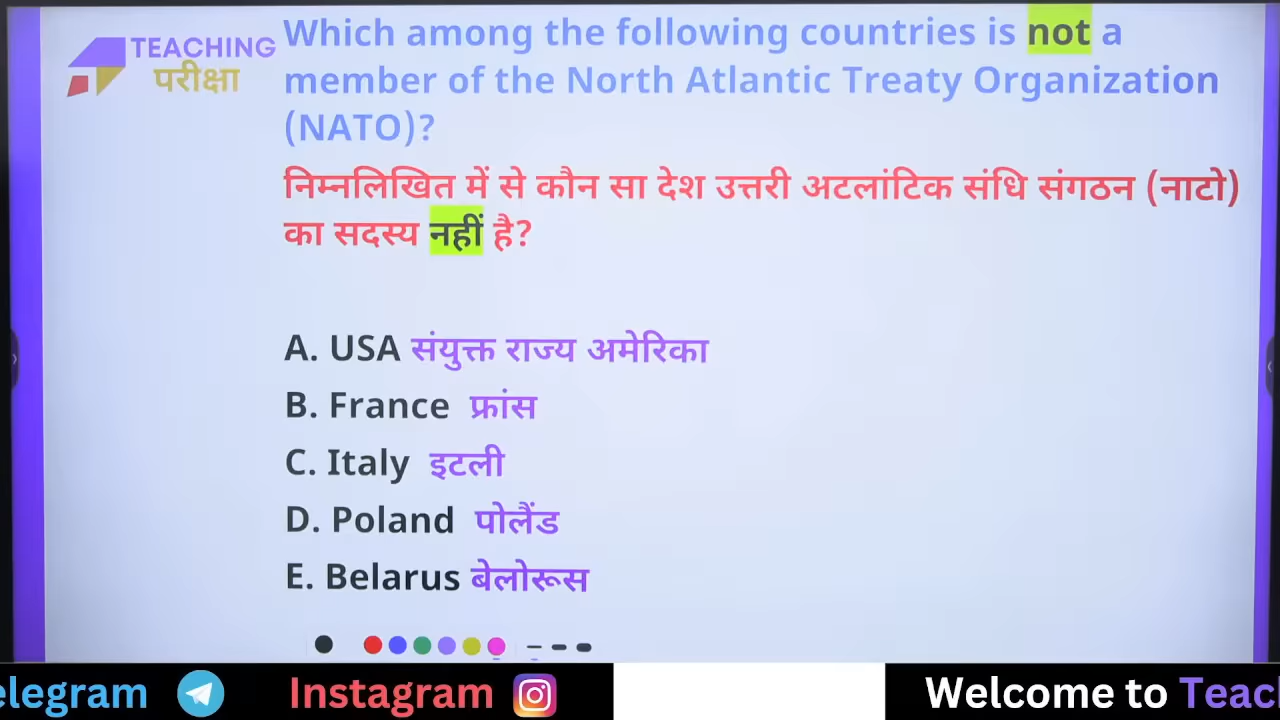 TEACHING
परीक्षा
Which among the following countries is not a
member of the North Atlantic Treaty Organization
(NATO)?
निम्नलिखित में से कौन सा देश उत्तरी अटलांटिक संधि संगठन (नाटो)
का सदस्य नहीं है?
A. USA संयुक्त राज्य अमेरिका
B. France फ्रांस
C. Italy इटली
D. Poland पोलैंड
E. Belarus बेलोरूस
elegram Instagram Welcome to Teac